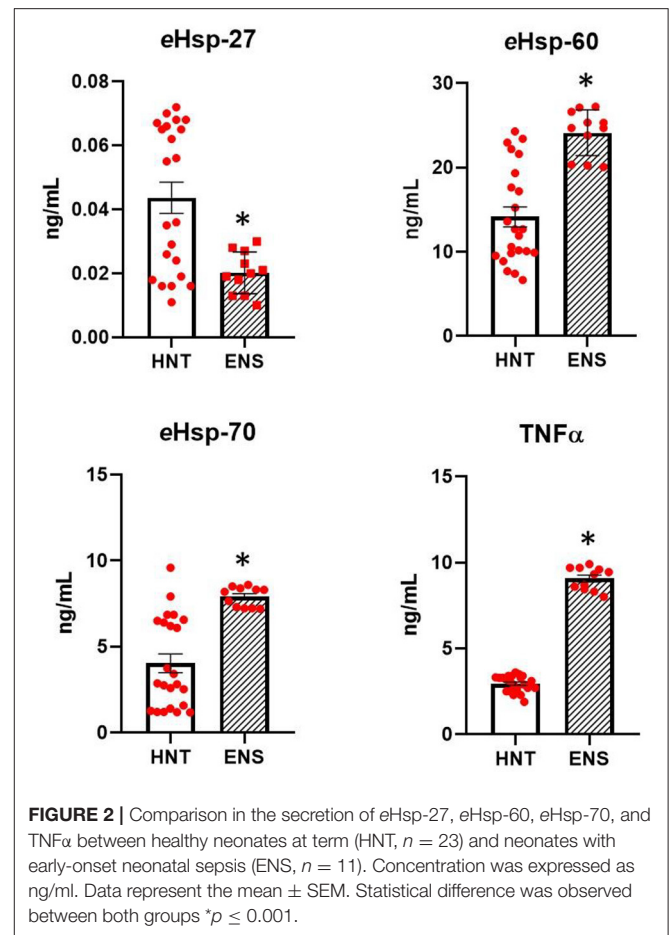 eHsp-27
ng/mL
0.08
0.06
0.04
0.02
0.00
*
HNT ENS
eHsp-60
ng/mL
30
20
10
0
*
HNT ENS
eHsp-70
ng/mL
15
10
5
0
*
HNT ENS
TNFα
ng/mL
15
10
5
0
*
HNT ENS
FIGURE 2 | Comparison in the secretion of eHsp-27, eHsp-60, eHsp-70, and
TNFα between healthy neonates at term (HNT, n = 23) and neonates with
early-onset neonatal sepsis (ENS, n = 11). Concentration was expressed as
ng/ml. Data represent the mean ± SEM. Statistical difference was observed
between both groups *p ≤ 0.001.